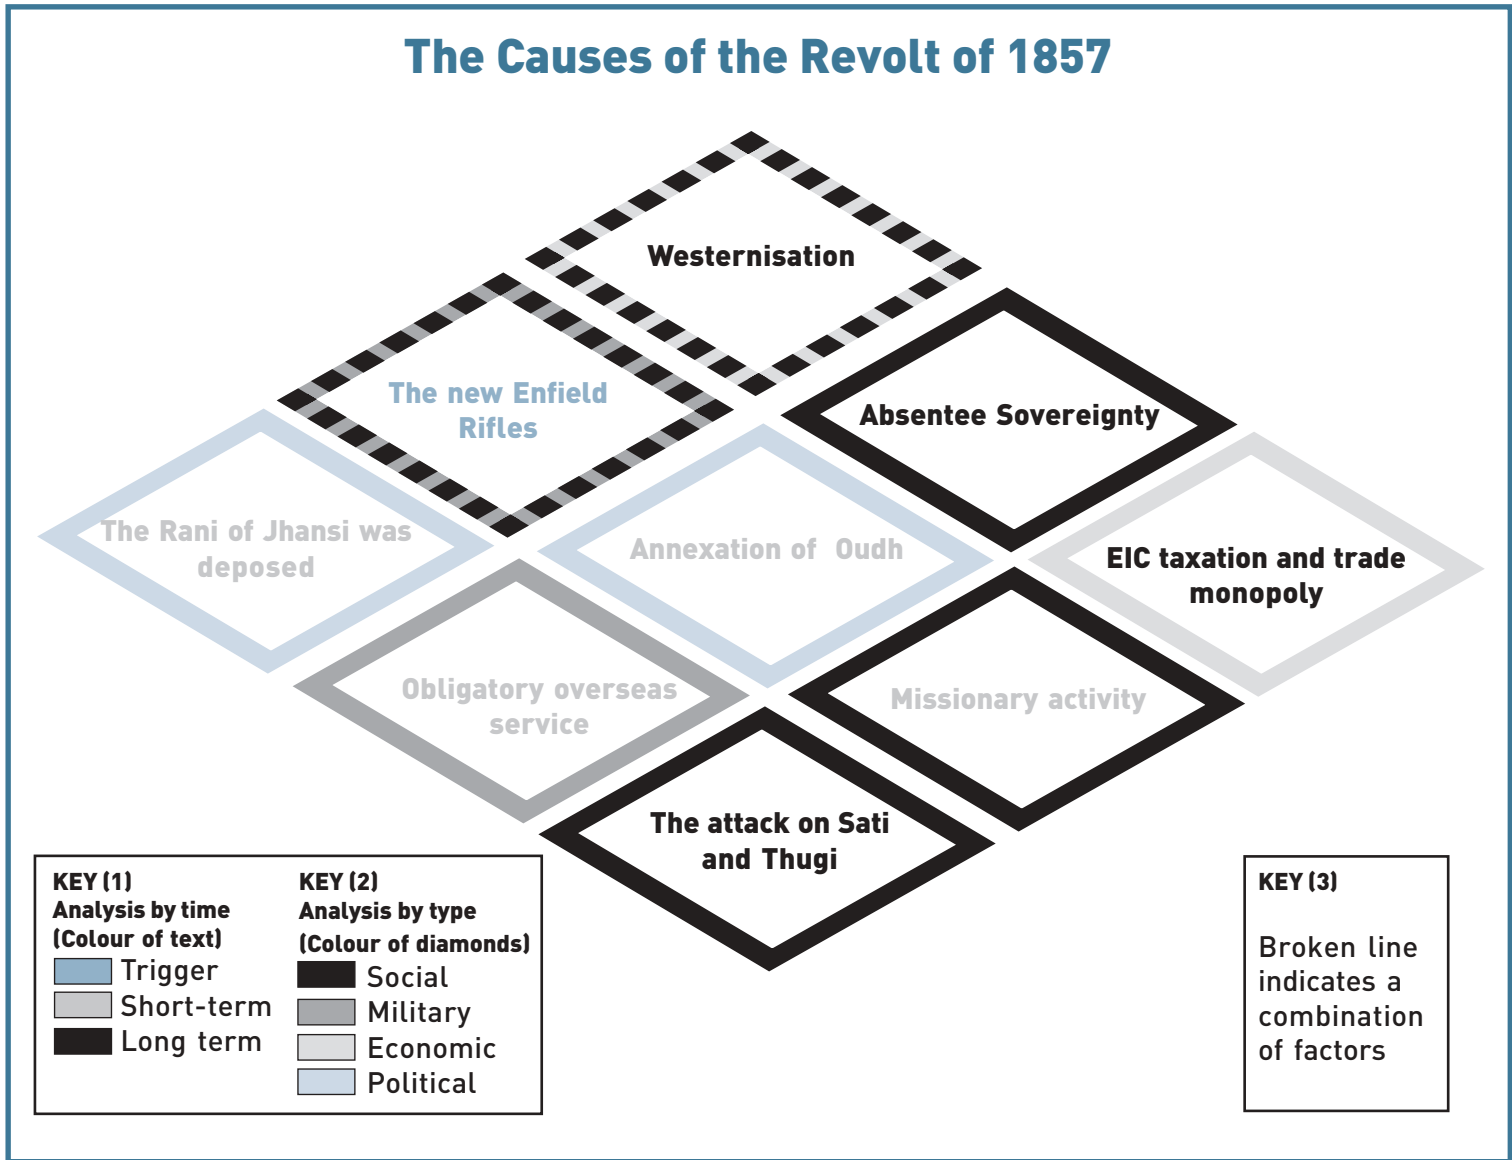 The Causes of the Revolt of 1857
Westernisation
The new Enfield
Rifles
Absentee Sovereignty
The Rani of Jhansi was
deposed
Annexation of Oudh
EIC taxation and trade
monopoly
Obligatory overseas
service
Missionary activity
The attack on Sati
and Thugi
KEY (1)
Analysis by time
(Colour of text)
Trigger
Short-term
Long term
KEY (2)
Analysis by type
(Colour of diamonds)
Social
Military
Economic
Political
KEY (3)
Broken line
indicates a
combination
of factors